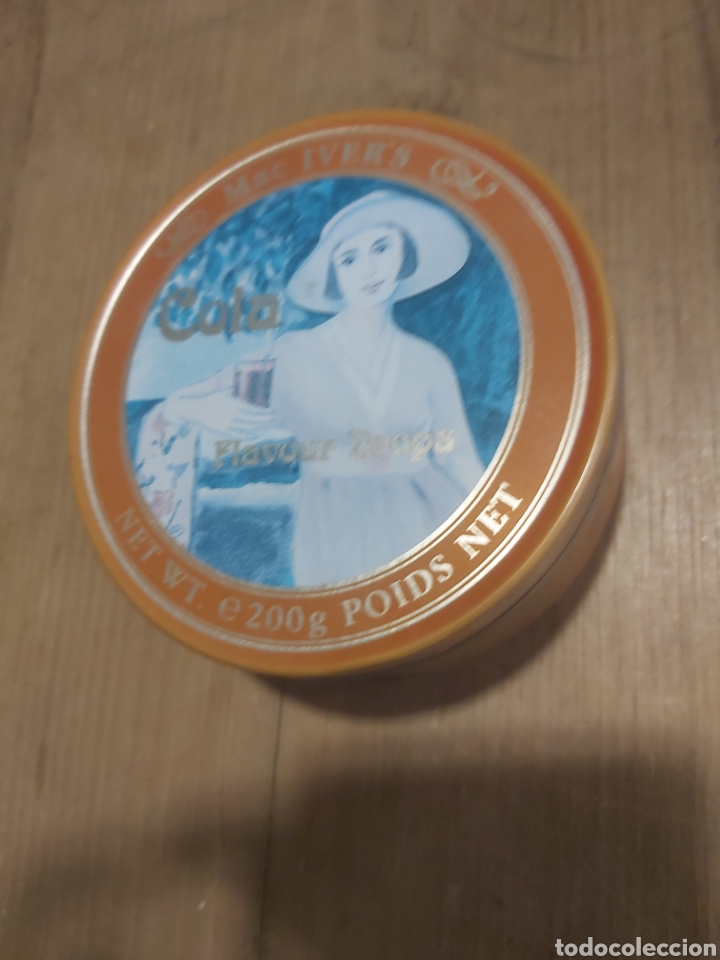 Mac IVER'S
Cola
Flavour Drops
NET WT. e 200g POIDS NET
todocoleccion